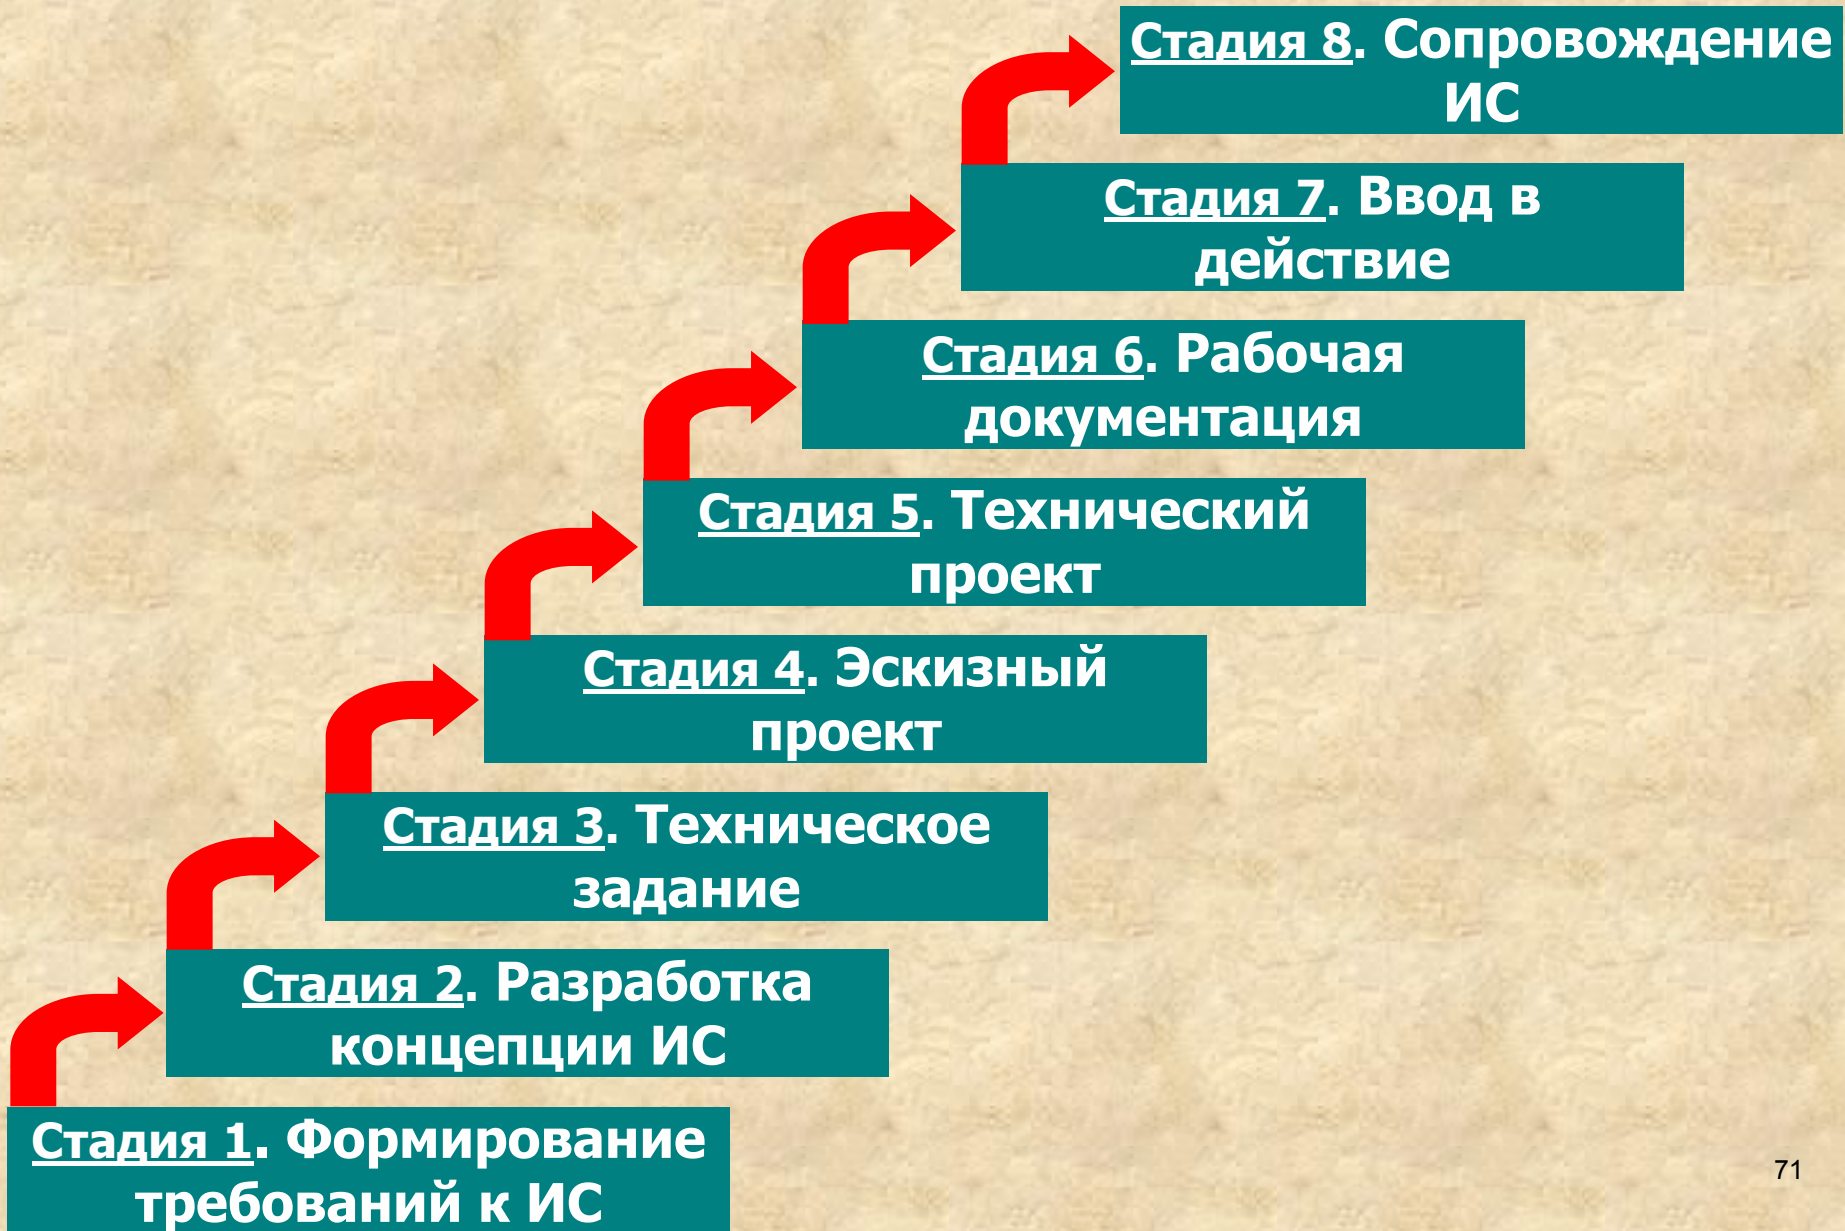 Стадия 8. Сопровождение
ИС
Стадия 7. Ввод в
действие
Стадия 6. Рабочая
документация
Стадия 5. Технический
проект
Стадия 4. Эскизный
проект
Стадия 3. Техническое
задание
Стадия 2. Разработка
концепции ИС
Стадия 1. Формирование
требований к ИС
71